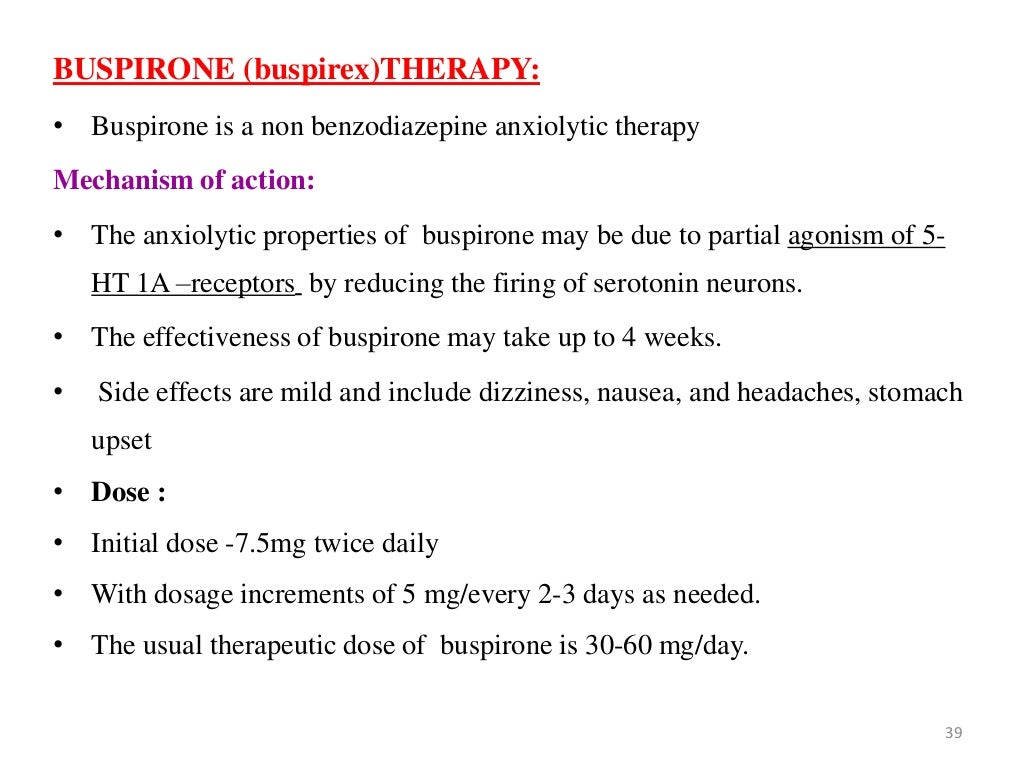 BUSPIRONE (buspirex)THERAPY:
• Buspirone is a non benzodiazepine anxiolytic therapy
Mechanism of action:
• The anxiolytic properties of buspirone may be due to partial agonism of 5-
HT 1A –receptors by reducing the firing of serotonin neurons.
• The effectiveness of buspirone may take up to 4 weeks.
• Side effects are mild and include dizziness, nausea, and headaches, stomach
upset
• Dose :
• Initial dose -7.5mg twice daily
• With dosage increments of 5 mg/every 2-3 days as needed.
• The usual therapeutic dose of buspirone is 30-60 mg/day.
39